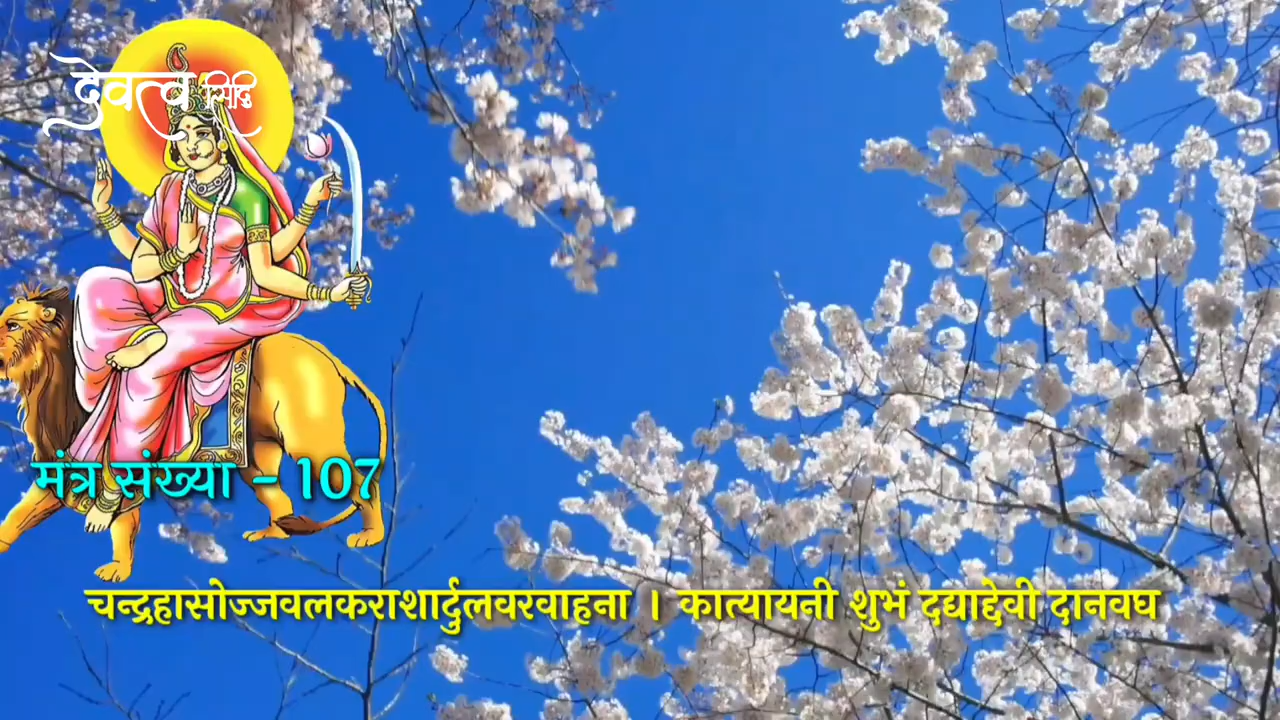 देवत्व सिद्धि
मंत्र संख्या - 107
चन्द्रहासोज्जवलकराशार्दुलवरवाहना । कात्यायनी शुभं दद्याद्देवी दानवघ